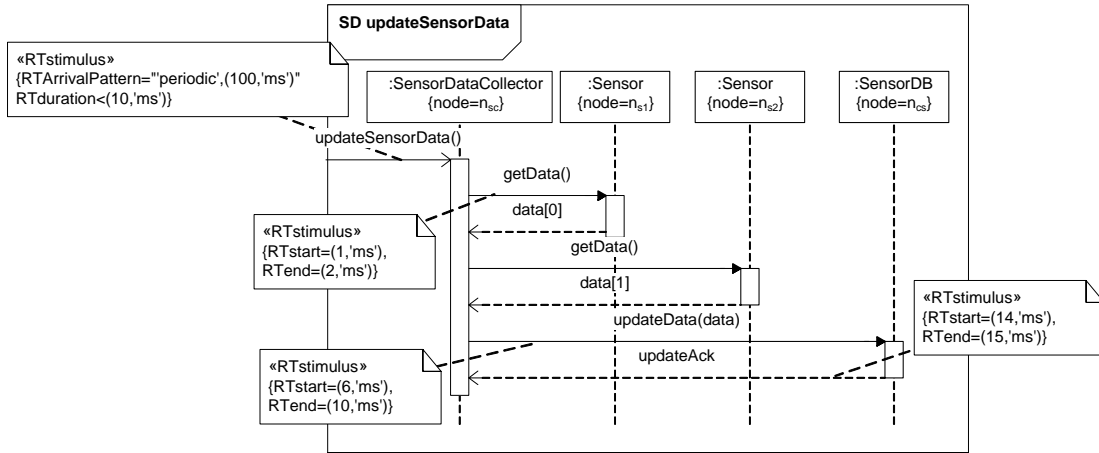 SD updateSensorData
«RTstimulus»
{RTArrivalPattern="'periodic',(100,'ms')"
RTduration<(10,'ms')}
:SensorDataCollector
{node=nsc}
:Sensor
{node=ns1}
:Sensor
{node=ns2}
:SensorDB
{node=ncs}
updateSensorData()
getData()
data[0]
«RTstimulus»
{RTstart=(1,'ms'),
RTend=(2,'ms')}
getData()
data[1]
«RTstimulus»
{RTstart=(14,'ms'),
RTend=(15,'ms')}
updateData(data)
updateAck
«RTstimulus»
{RTstart=(6,'ms'),
RTend=(10,'ms')}